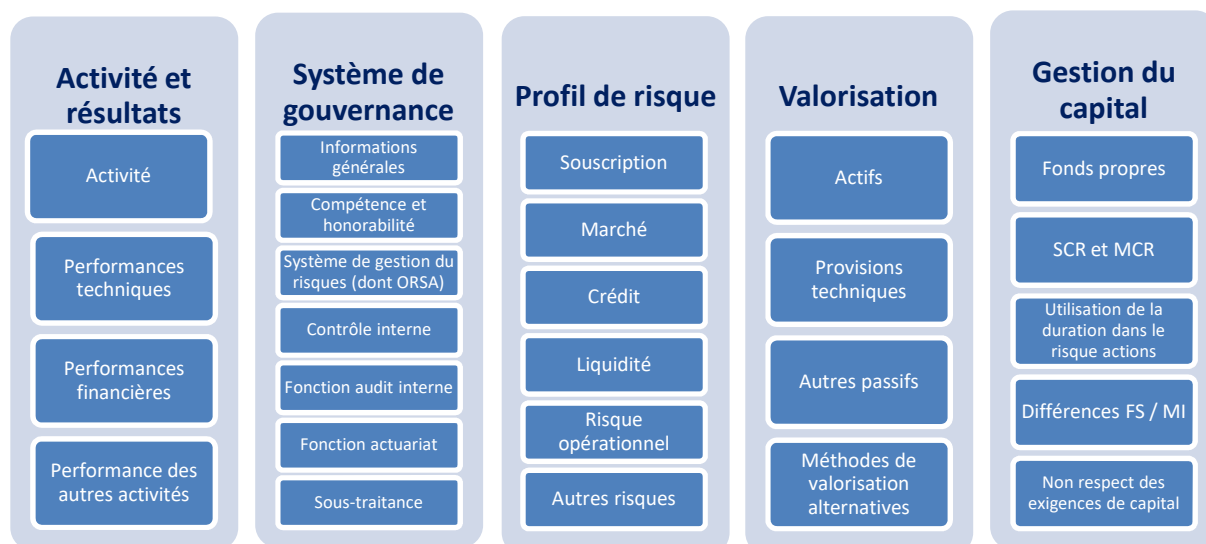 Activité et
résultats
Activité
Performances
techniques
Performances
financières
Performance des
autres activités
Système de
gouvernance
Informations
générales
Compétence et
honorabilité
Système de gestion du
risques (dont ORSA)
Contrôle interne
Fonction audit interne
Fonction actuariat
Sous-traitance
Profil de risque
Souscription
Marché
Crédit
Liquidité
Risque
opérationnel
Autres risques
Valorisation
Actifs
Provisions
techniques
Autres passifs
Méthodes de
valorisation
alternatives
Gestion du
capital
Fonds propres
SCR et MCR
Utilisation de la
duration dans le
risque actions
Différences FS / MI
Non respect des
exigences de capital